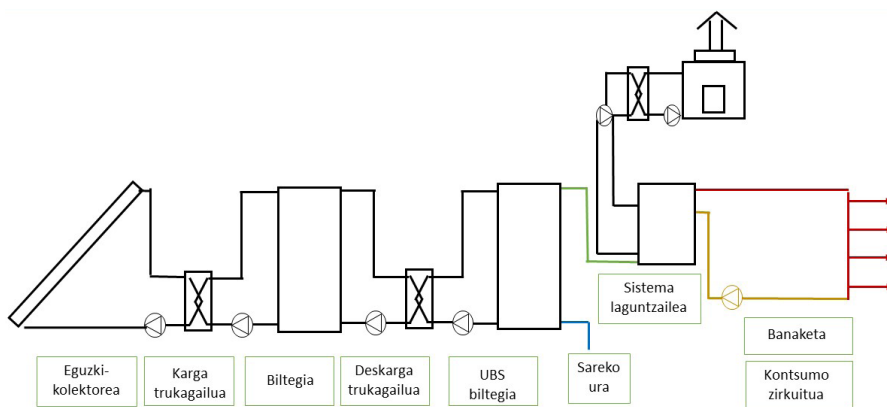 Sistema
laguntzailea
Eguzki-
kolektorea
Karga
trukagailua
Biltegia
Deskarga
trukagailua
UBS
biltegia
Sareko
ura
Banaketa
Kontsumo
zirkuitua